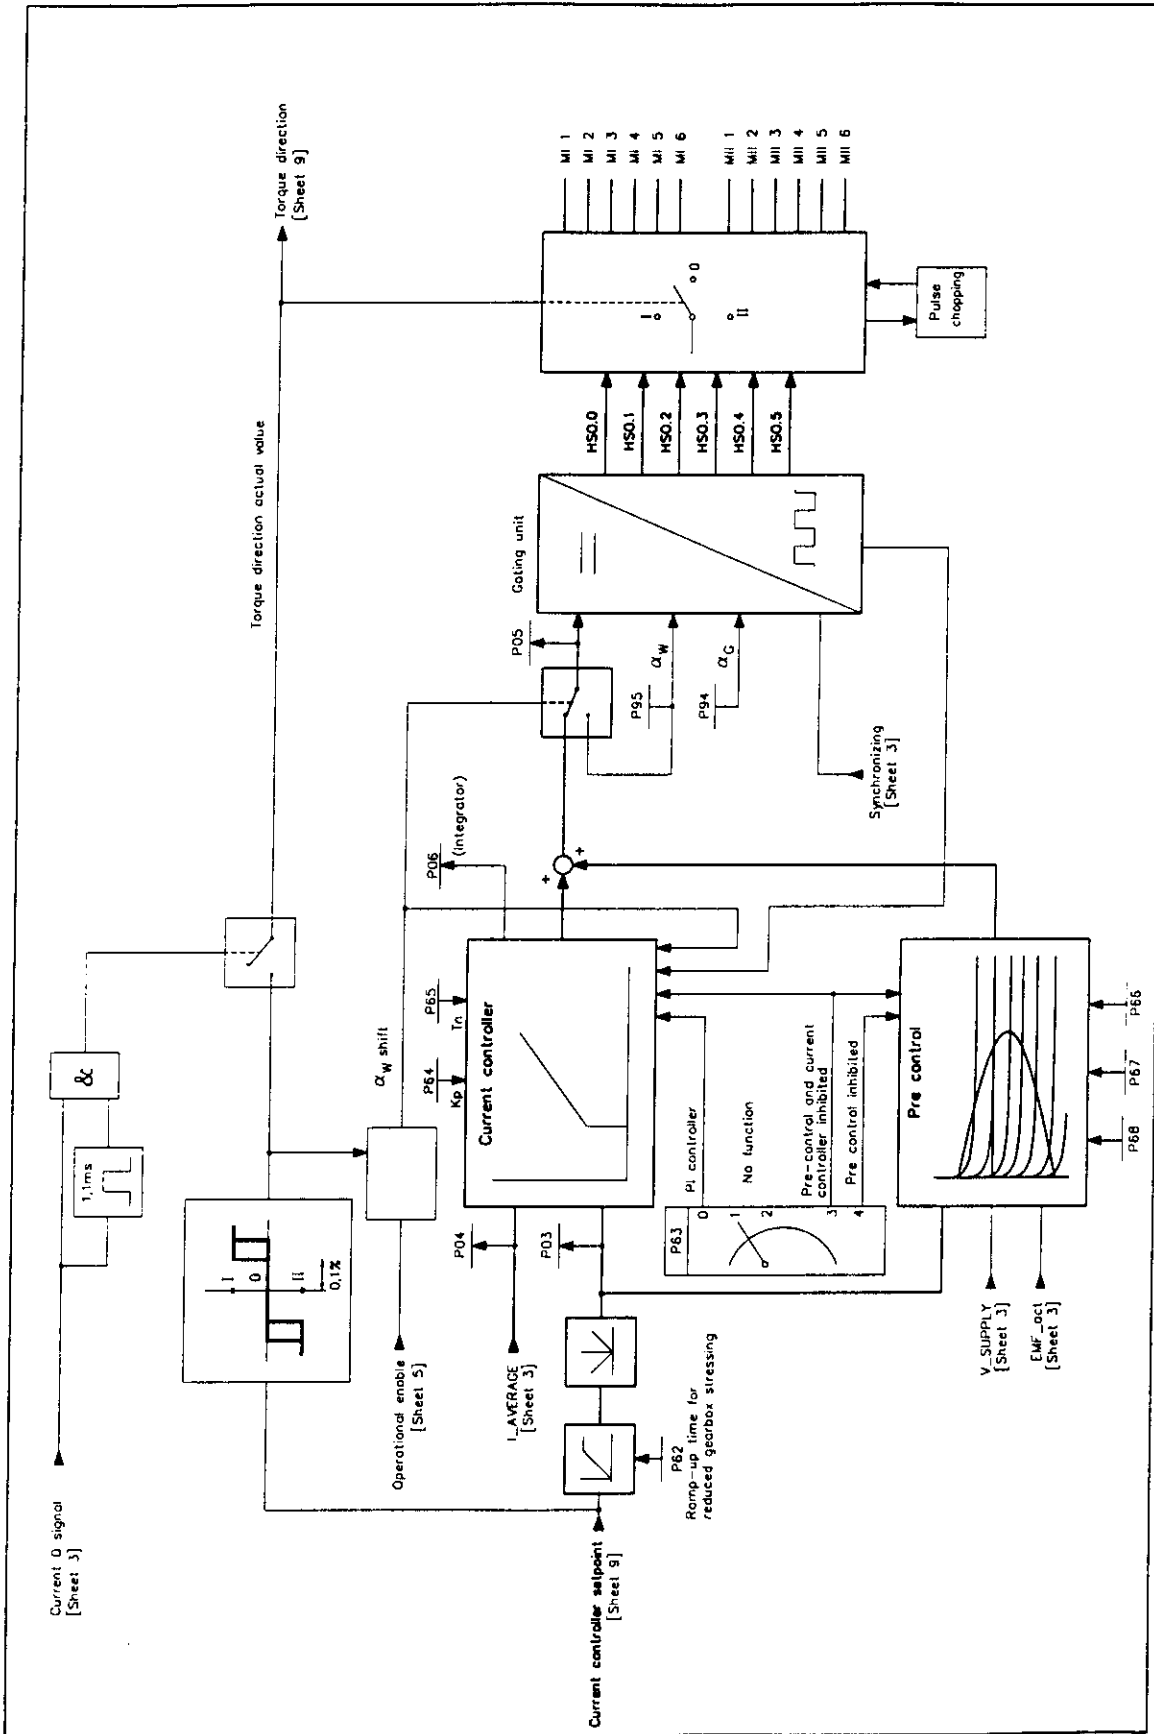 Current 0 signal
[Sheet 3]
1,1ms
&
Torque direction actual value
Torque direction
[Sheet 9]
I
0
II
0,1%
αW shift
Operational enable
[Sheet 5]
P04
I_AVERAGE
[Sheet 3]
P03
P64
Kp
P65
Tn
Current controller
P06
(integrator)
+
+
P05
P95
αW
P94
αG
Synchronizing
[Sheet 3]
Gating unit
HS0.0
HS0.1
HS0.2
HS0.3
HS0.4
HS0.5
I
0
II
MI 1
MI 2
MI 3
MI 4
MI 5
MI 6
MII 1
MII 2
MII 3
MII 4
MII 5
MII 6
Pulse
chopping
Current controller setpoint
[Sheet 9]
P62
Ramp-up time for
reduced gearbox stressing
P63
0
1
2
3
4
PI controller
No function
Pre-control and current
controller inhibited
Pre control inhibited
Pre control
V_SUPPLY
[Sheet 3]
EMF_act
[Sheet 3]
P68
P67
P66